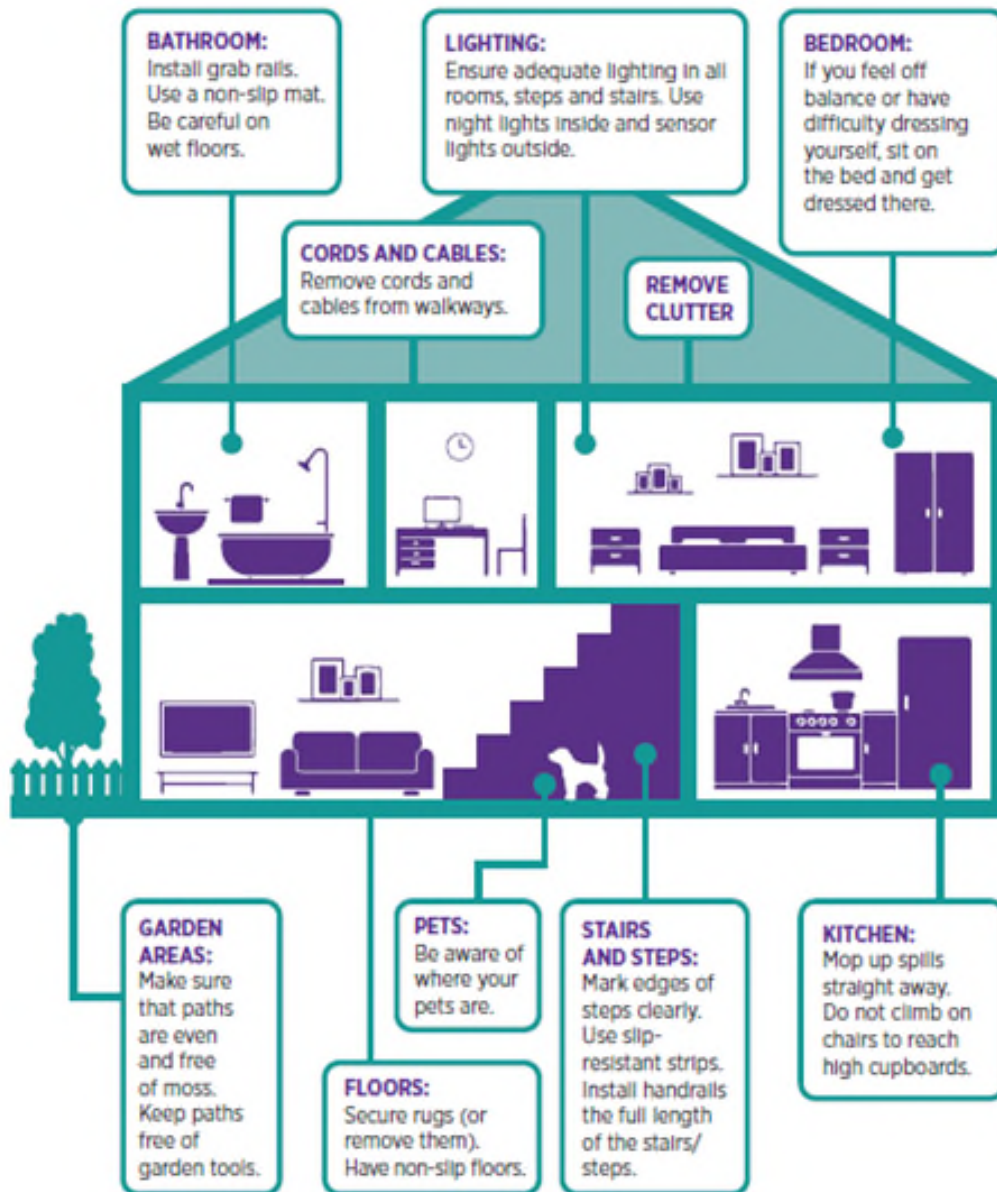 BATHROOM:
Install grab rails.
Use a non-slip mat.
Be careful on
wet floors.
LIGHTING:
Ensure adequate lighting in all
rooms, steps and stairs. Use
night lights inside and sensor
lights outside.
BEDROOM:
If you feel off
balance or have
difficulty dressing
yourself, sit on
the bed and get
dressed there.
CORDS AND CABLES:
Remove cords and
cables from walkways.
REMOVE
CLUTTER
GARDEN
AREAS:
Make sure
that paths
are even
and free
of moss.
Keep paths
free of
garden tools.
FLOORS:
Secure rugs (or
remove them).
Have non-slip floors.
PETS:
Be aware of
where your
pets are.
STAIRS
AND STEPS:
Mark edges of
steps clearly.
Use slip-
resistant strips.
Install handrails
the full length
of the stairs/
steps.
KITCHEN:
Mop up spills
straight away.
Do not climb on
chairs to reach
high cupboards.